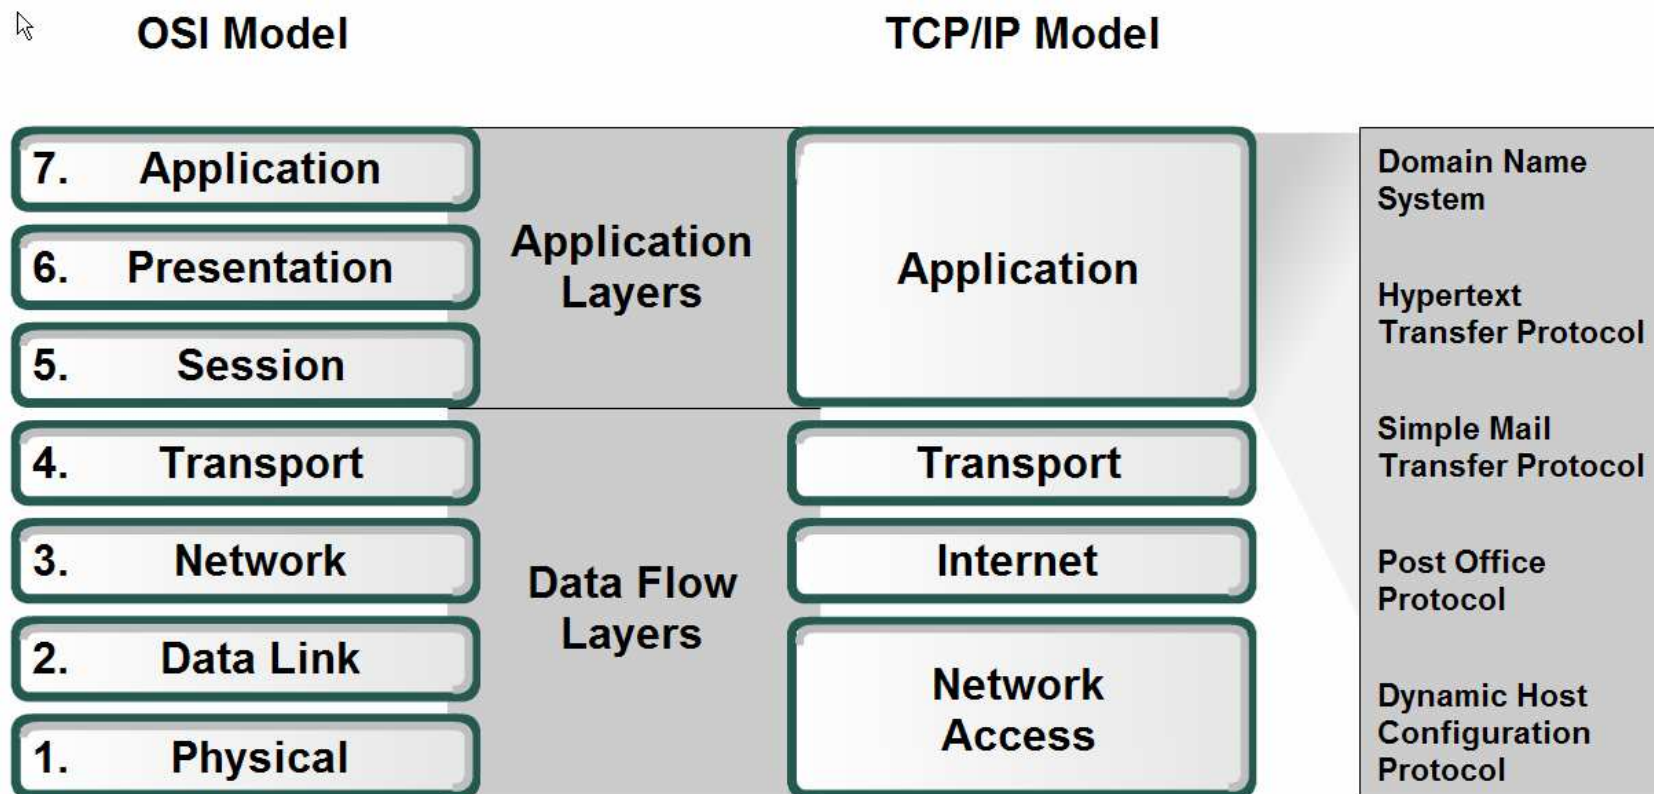 OSI Model
TCP/IP Model
7. Application
6. Presentation
5. Session
4. Transport
3. Network
2. Data Link
1. Physical
Application
Layers
Data Flow
Layers
Application
Transport
Internet
Network
Access
Domain Name
System
Hypertext
Transfer Protocol
Simple Mail
Transfer Protocol
Post Office
Protocol
Dynamic Host
Configuration
Protocol